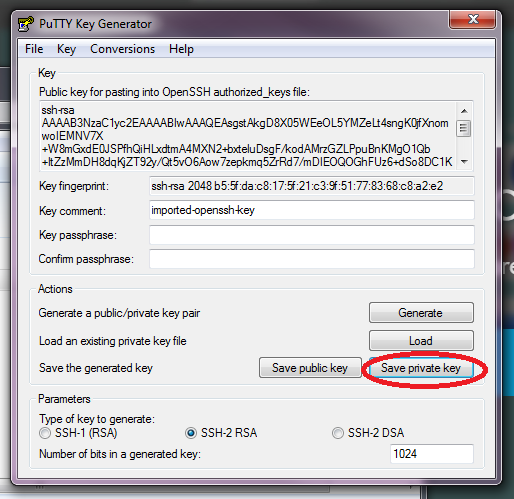 PuTTY Key Generator
File Key Conversions Help
Key
Public key for pasting into OpenSSH authorized_keys file:
ssh-rsa
AAAAB3NzaC1yc2EAAAABIwAAAQEAsgstAkgD8X05WEeOL5YMZeLt4sngK0jfXnom
woIEMNV7X
+W8mGxdE0JSPfhQiHLxdtmA4MXN2+bxteluDsgF/kodAMrzGZLPpuBnKMgO1Qb
+ItZzMmDH8dqKjZT92y/Qt5vO6Aow7zepkmq5ZrRd7/mDIEOQOGhFUz6+dSo8DC1K
Key fingerprint: ssh-rsa 2048 b5:5f:da:c8:17:5f:21:c3:9f:51:77:83:68:c8:a2:e2
Key comment: imported-openssh-key
Key passphrase:
Confirm passphrase:
Actions
Generate a public/private key pair Generate
Load an existing private key file Load
Save the generated key Save public key Save private key
Parameters
Type of key to generate:
SSH-1 (RSA) SSH-2 RSA SSH-2 DSA
Number of bits in a generated key: 1024